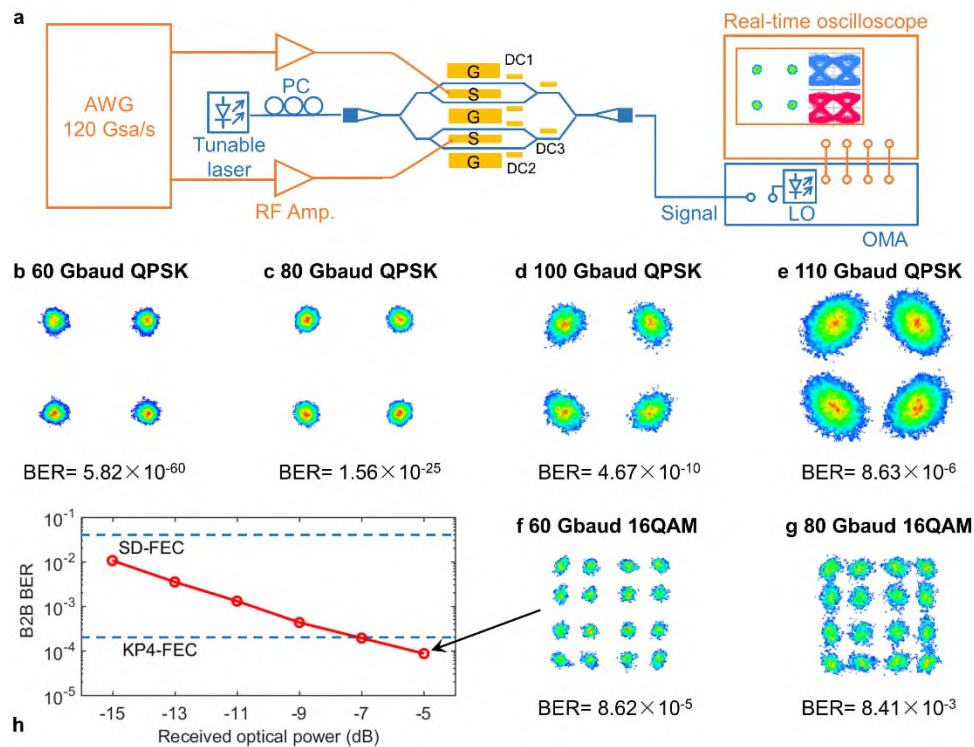 a
AWG
120 Gsa/s
Tunable
laser
PC
RF Amp.
G
S
G
S
G
DC1
DC3
DC2
Real-time oscilloscope
Signal
LO
OMA
b 60 Gbaud QPSK
c 80 Gbaud QPSK
d 100 Gbaud QPSK
e 110 Gbaud QPSK
BER= 5.82×10⁻⁶⁰
BER= 1.56×10⁻²⁵
BER= 4.67×10⁻¹⁰
BER= 8.63×10⁻⁶
f 60 Gbaud 16QAM
g 80 Gbaud 16QAM
BER= 8.62×10⁻⁵
BER= 8.41×10⁻³
h
B2B BER
10⁻¹
10⁻²
10⁻³
10⁻⁴
10⁻⁵
SD-FEC
KP4-FEC
-15 -13 -11 -9 -7 -5
Received optical power (dB)